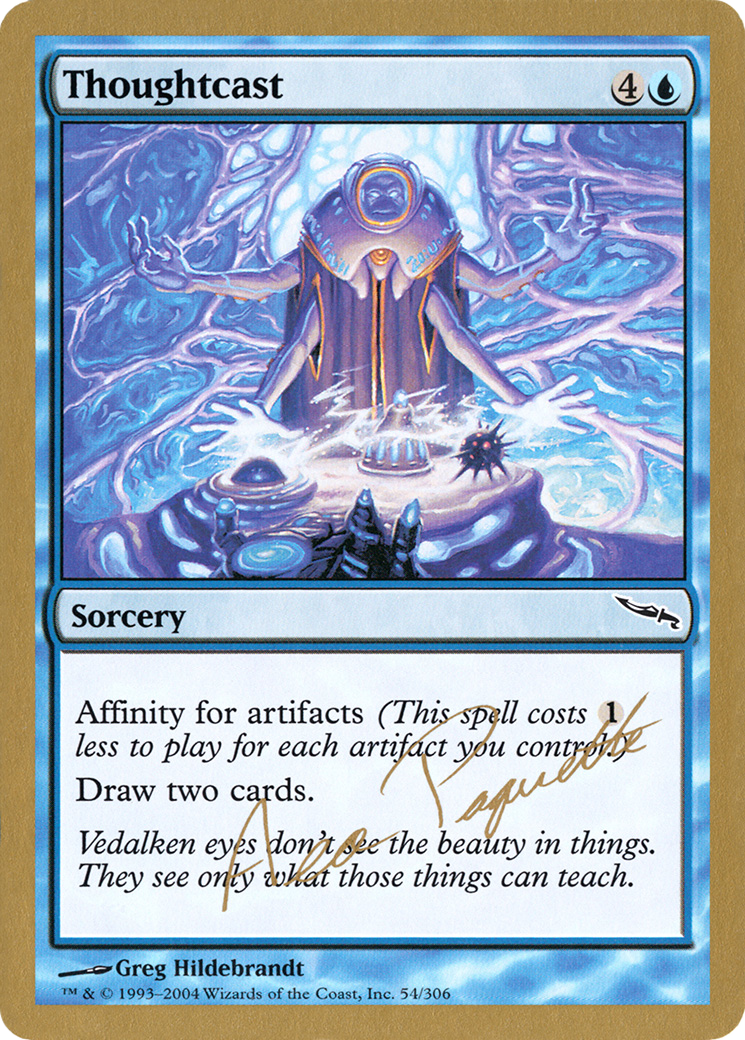 Thoughtcast 4
Sorcery
Affinity for artifacts (This spell costs 1
less to play for each artifact you control.)
Draw two cards.
Aeo Paquette
Vedalken eyes don't see the beauty in things.
They see only what those things can teach.
Greg Hildebrandt
™ & © 1993–2004 Wizards of the Coast, Inc. 54/306